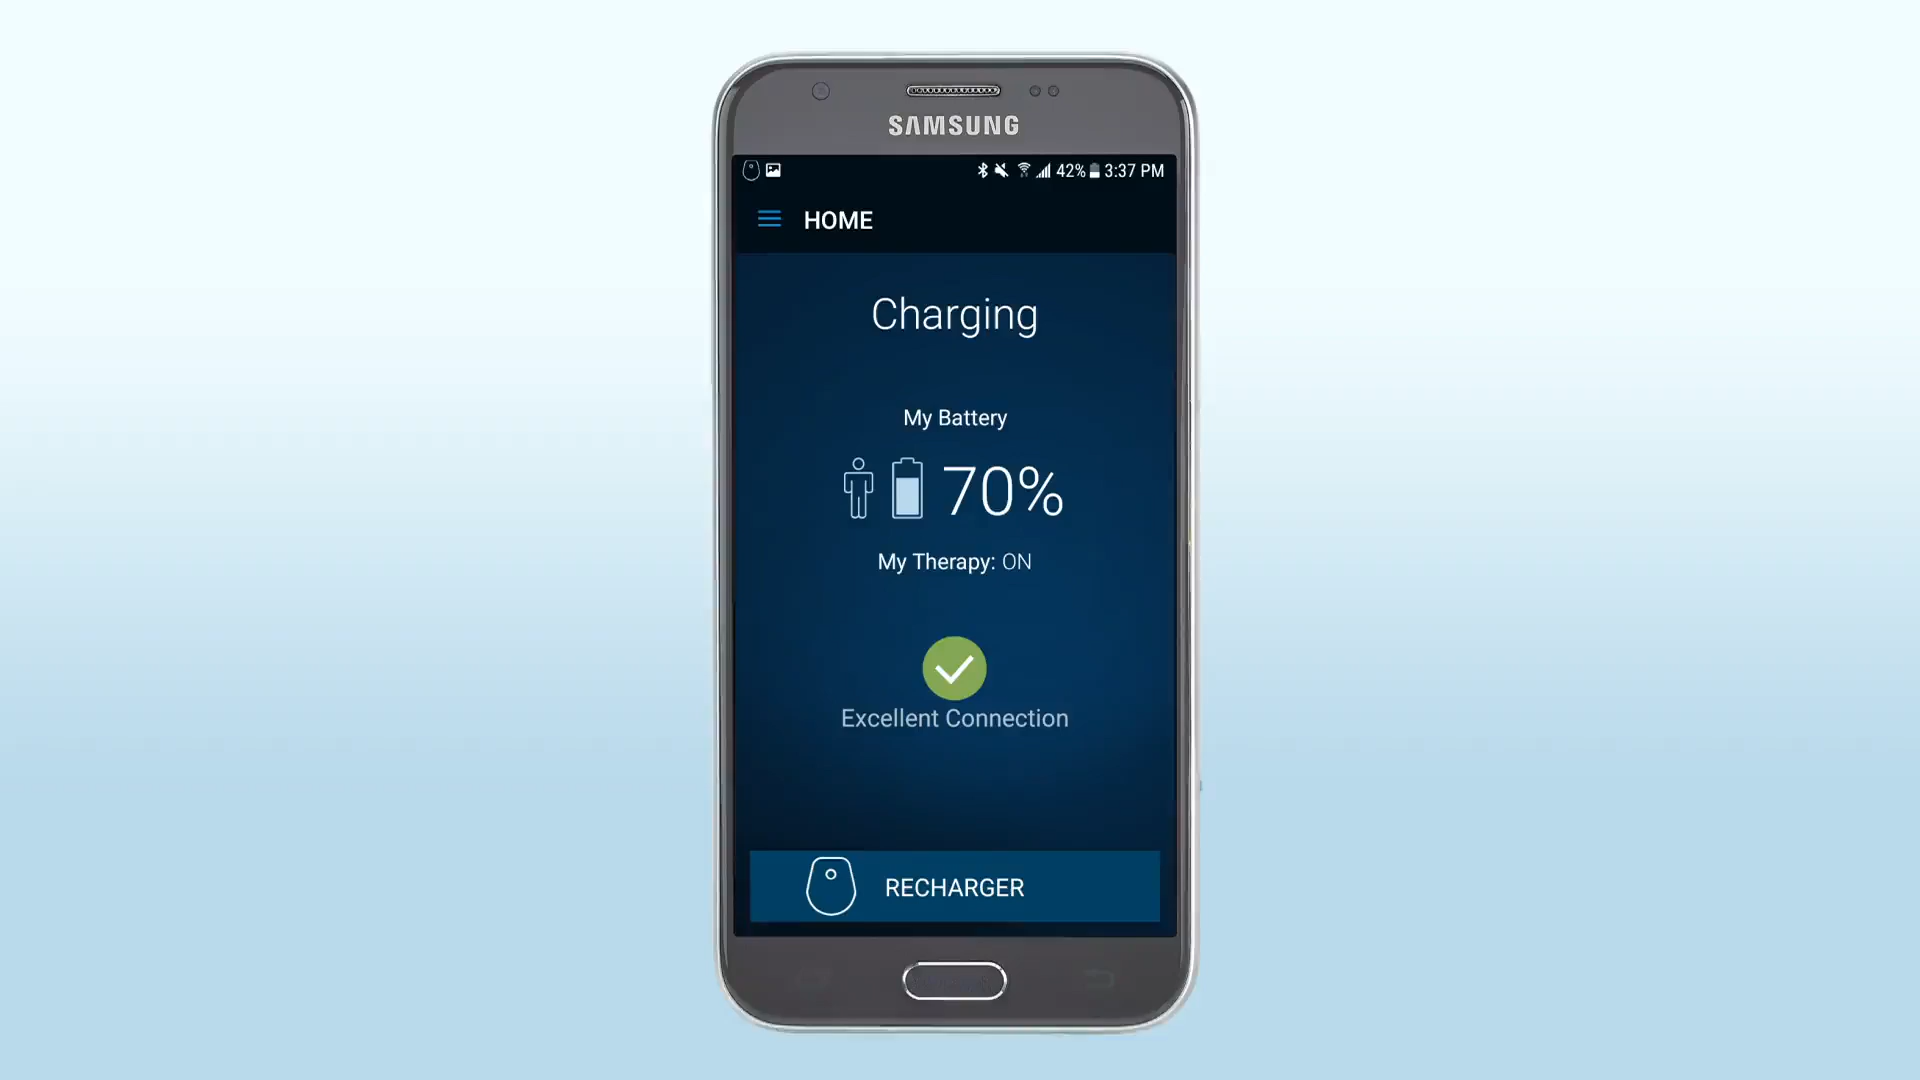 SAMSUNG
42% 3:37 PM
HOME
Charging
My Battery
70%
My Therapy: ON
Excellent Connection
RECHARGER